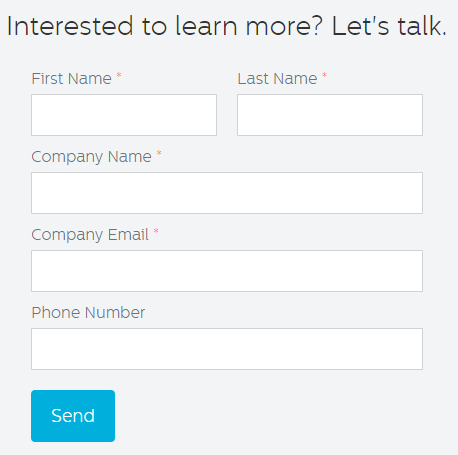 Interested to learn more? Let's talk.
First Name * Last Name *
Company Name *
Company Email *
Phone Number
Send